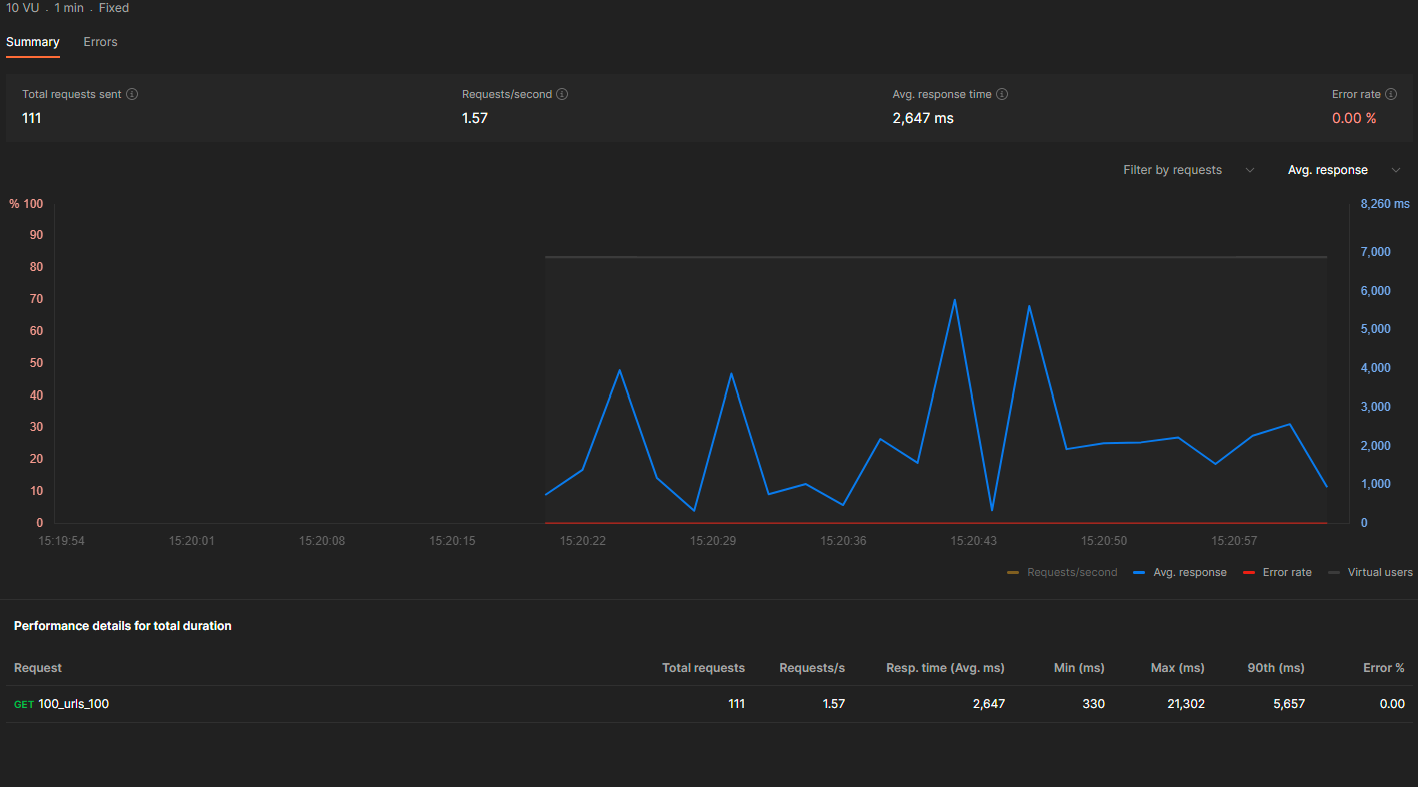 10 VU . 1 min . Fixed
Summary Errors
Total requests sent Requests/second Avg. response time Error rate
111 1.57 2,647 ms 0.00 %
Filter by requests Avg. response
% 100 8,260 ms
90
80 7,000
70 6,000
60 5,000
50 4,000
40
30 3,000
20 2,000
10 1,000
0 0
15:19:54 15:20:01 15:20:08 15:20:15 15:20:22 15:20:29 15:20:36 15:20:43 15:20:50 15:20:57
Requests/second Avg. response Error rate Virtual users
Performance details for total duration
Request Total requests Requests/s Resp. time (Avg. ms) Min (ms) Max (ms) 90th (ms) Error %
GET 100_urls_100 111 1.57 2,647 330 21,302 5,657 0.00